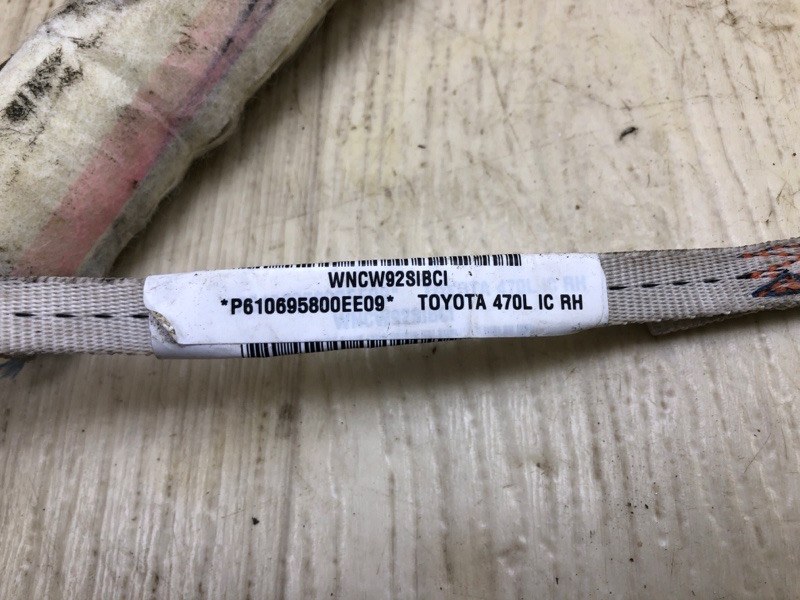 WNCW92SIBCI
*P610695800EE09* TOYOTA 470L IC RH